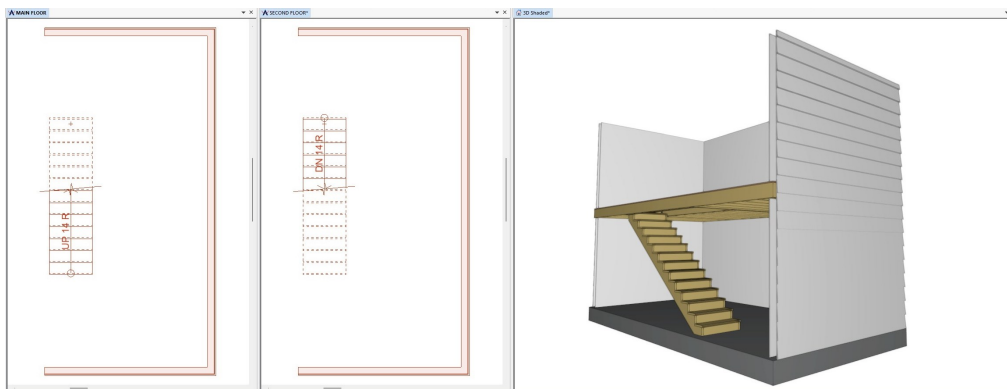 MAIN FLOOR
SECOND FLOOR*
3D Shaded*
UP 14 R
DN 14 R